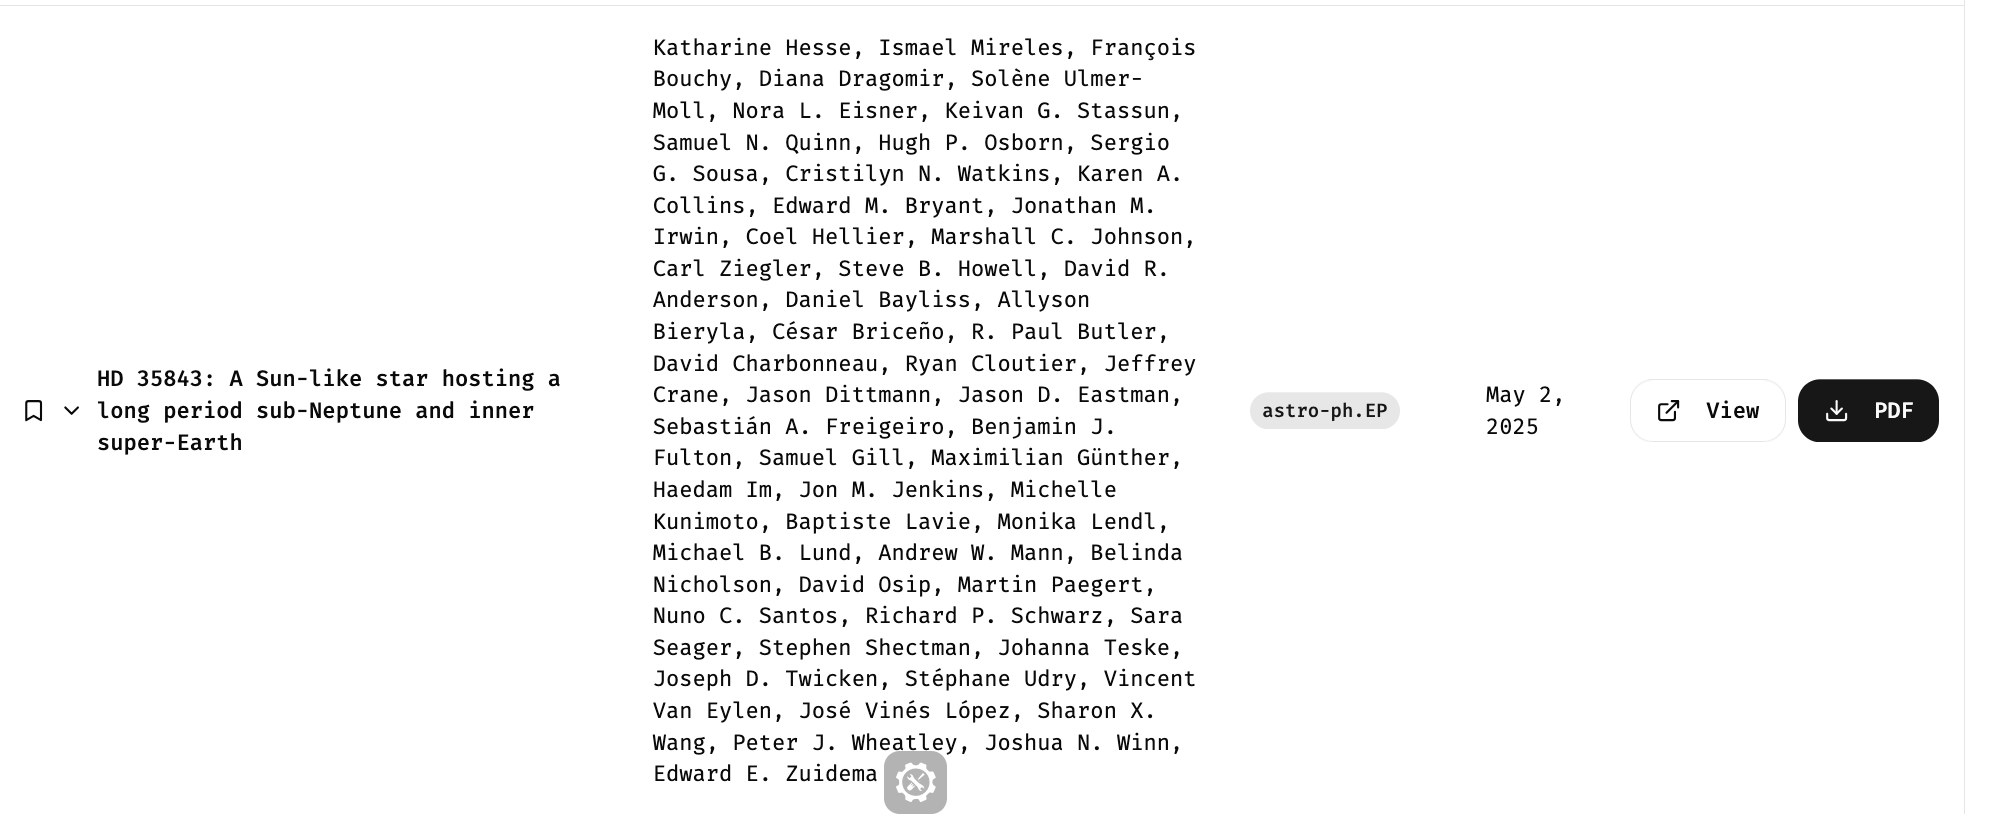 HD 35843: A Sun-like star hosting a
long period sub-Neptune and inner
super-Earth
Katharine Hesse, Ismael Mireles, François
Bouchy, Diana Dragomir, Solène Ulmer-
Moll, Nora L. Eisner, Keivan G. Stassun,
Samuel N. Quinn, Hugh P. Osborn, Sergio
G. Sousa, Cristilyn N. Watkins, Karen A.
Collins, Edward M. Bryant, Jonathan M.
Irwin, Coel Hellier, Marshall C. Johnson,
Carl Ziegler, Steve B. Howell, David R.
Anderson, Daniel Bayliss, Allyson
Bieryla, César Briceño, R. Paul Butler,
David Charbonneau, Ryan Cloutier, Jeffrey
Crane, Jason Dittmann, Jason D. Eastman,
Sebastián A. Freigeiro, Benjamin J.
Fulton, Samuel Gill, Maximilian Günther,
Haedam Im, Jon M. Jenkins, Michelle
Kunimoto, Baptiste Lavie, Monika Lendl,
Michael B. Lund, Andrew W. Mann, Belinda
Nicholson, David Osip, Martin Paegert,
Nuno C. Santos, Richard P. Schwarz, Sara
Seager, Stephen Shectman, Johanna Teske,
Joseph D. Twicken, Stéphane Udry, Vincent
Van Eylen, José Vinés López, Sharon X.
Wang, Peter J. Wheatley, Joshua N. Winn,
Edward E. Zuidema
astro-ph.EP
May 2,
2025
View
PDF